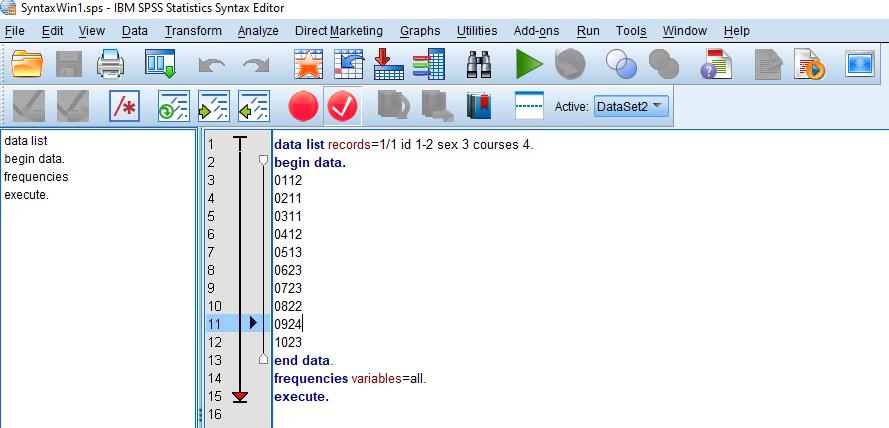 SyntaxWin1.sps - IBM SPSS Statistics Syntax Editor
File Edit View Data Transform Analyze Direct Marketing Graphs Utilities Add-ons Run Tools Window Help
/*
Active: DataSet2
data list
begin data.
frequencies
execute.
1 data list records=1/1 id 1-2 sex 3 courses 4.
2 begin data.
3 0112
4 0211
5 0311
6 0412
7 0513
8 0623
9 0723
10 0822
11 0924
12 1023
13 end data.
14 frequencies variables=all.
15 execute.
16